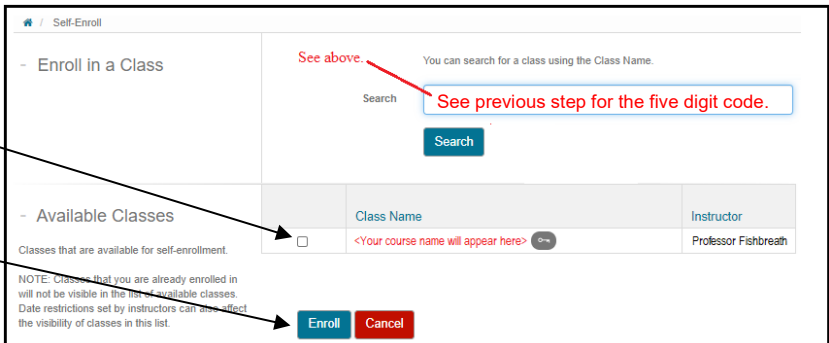 / Self-Enroll
- Enroll in a Class
See above.
You can search for a class using the Class Name.
Search
See previous step for the five digit code.
Search
- Available Classes
Classes that are available for self-enrollment.
NOTE: Classes that you are already enrolled in
will not be visible in the list of available classes.
Date restrictions set by instructors can also affect
the visibility of classes in this list.
Class Name
Instructor
<Your course name will appear here>
Professor Fishbreath
Enroll
Cancel